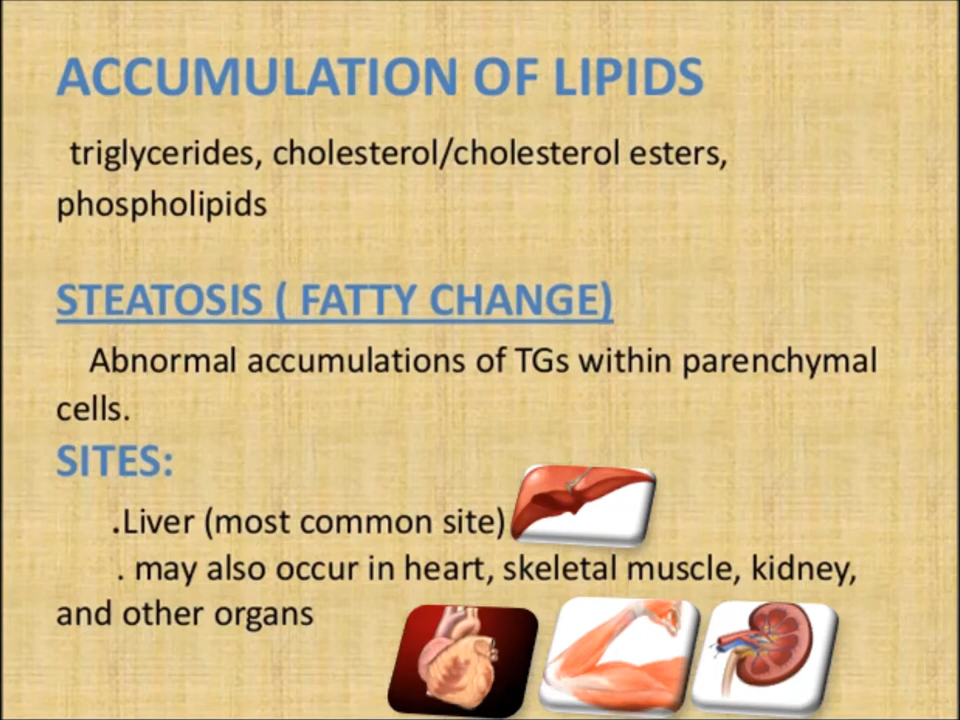 ACCUMULATION OF LIPIDS
triglycerides, cholesterol/cholesterol esters,
phospholipids
STEATOSIS ( FATTY CHANGE)
Abnormal accumulations of TGs within parenchymal
cells.
SITES:
.Liver (most common site)
. may also occur in heart, skeletal muscle, kidney,
and other organs